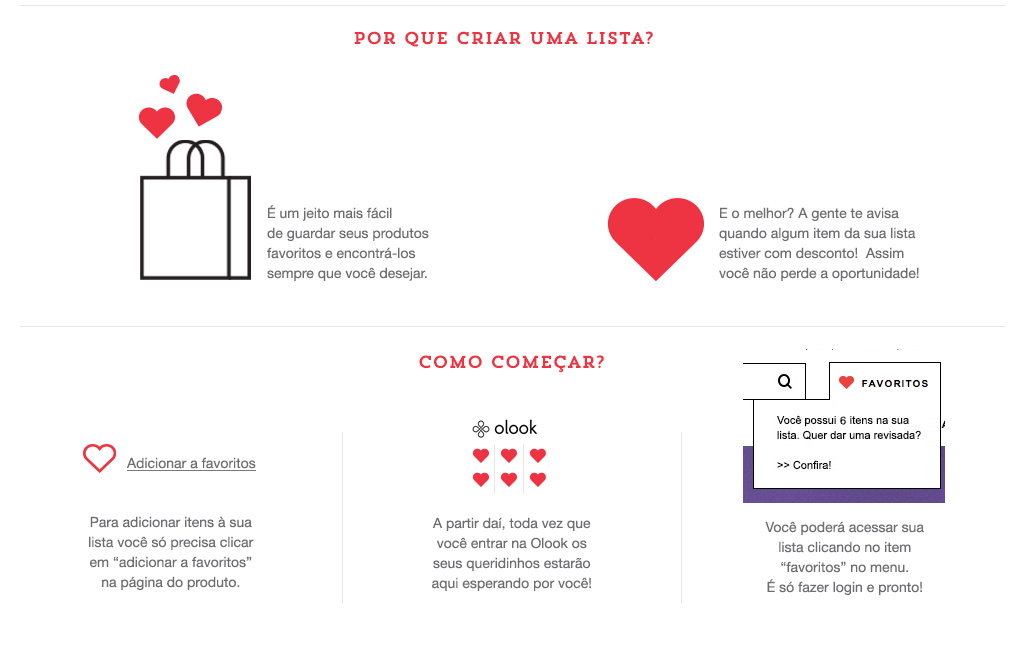 POR QUE CRIAR UMA LISTA?
É um jeito mais fácil
de guardar seus produtos
favoritos e encontrá-los
sempre que você desejar.
E o melhor? A gente te avisa
quando algum item da sua lista
estiver com desconto! Assim
você não perde a oportunidade!
COMO COMEÇAR?
Adicionar a favoritos
Para adicionar itens à sua
lista você só precisa clicar
em “adicionar a favoritos”
na página do produto.
olook
A partir daí, toda vez que
você entrar na Olook os
seus queridinhos estarão
aqui esperando por você!
FAVORITOS
Você possui 6 itens na sua
lista. Quer dar uma revisada?
>> Confira!
Você poderá acessar sua
lista clicando no item
“favoritos” no menu.
É só fazer login e pronto!